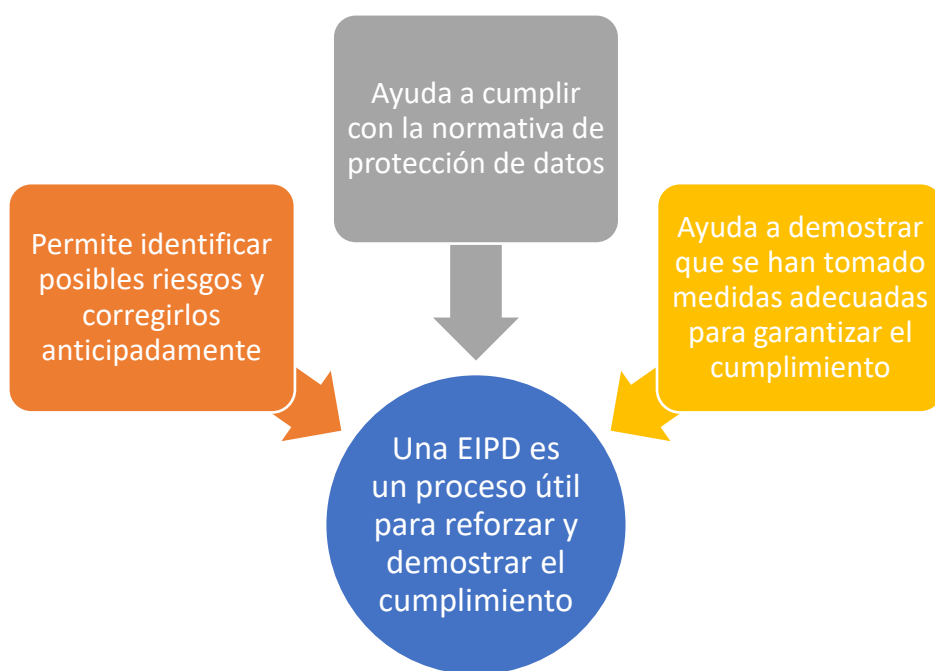 Ayuda a cumplir
con la normativa de
protección de datos
Permite identificar
posibles riesgos y
corregirlos
anticipadamente
Ayuda a demostrar
que se han tomado
medidas adecuadas
para garantizar el
cumplimiento
Una EIPD es
un proceso útil
para reforzar y
demostrar el
cumplimiento